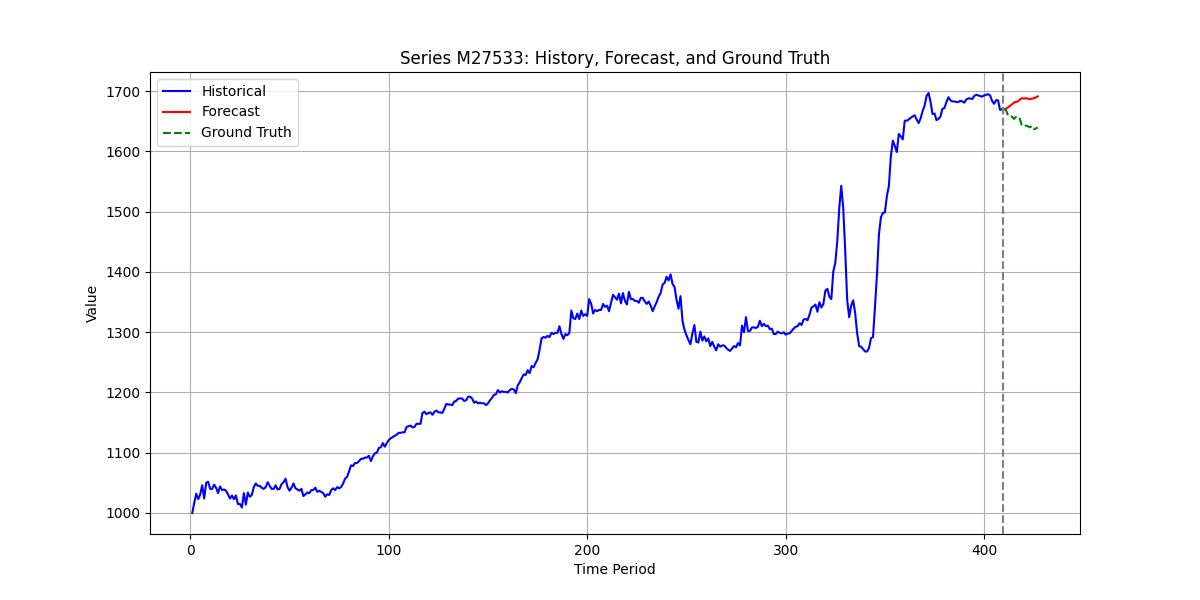 Series M27533: History, Forecast, and Ground Truth
Historical
Forecast
Ground Truth
1700
1600
1500
1400
1300
1200
1100
1000
Value
0 100 200 300 400
Time Period